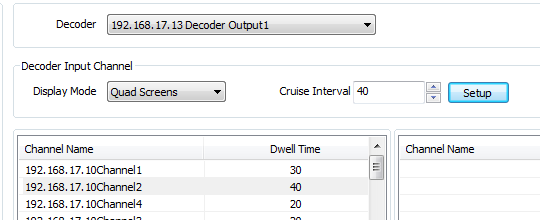 Decoder 192.168.17.13 Decoder Output1
Decoder Input Channel
Display Mode Quad Screens Cruise Interval 40 Setup
Channel Name Dwell Time Channel Name
192.168.17.10Channel1 30
192.168.17.10Channel2 40
192.168.17.10Channel4 20